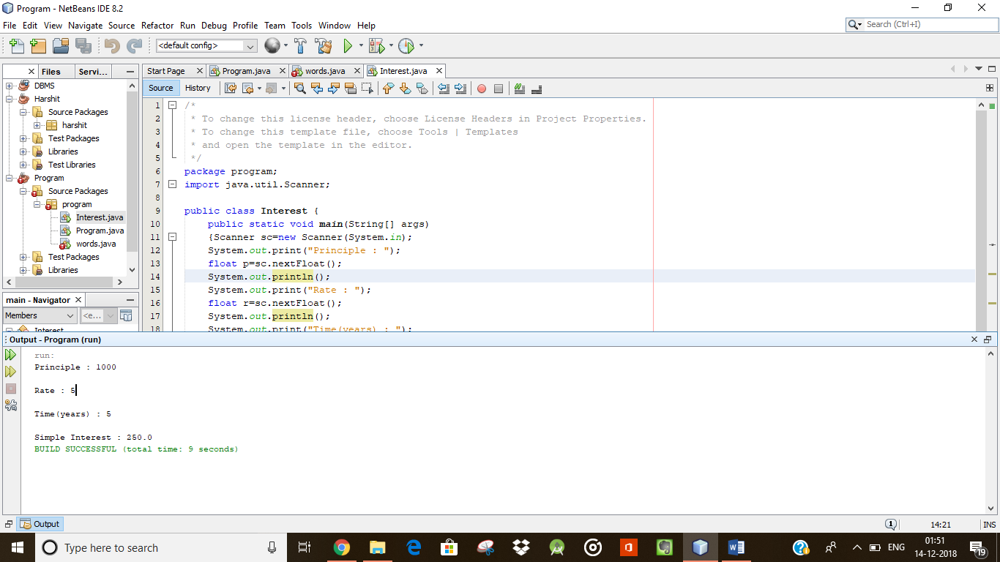 Program - NetBeans IDE 8.2
File Edit View Navigate Source Refactor Run Debug Profile Team Tools Window Help
Search (Ctrl+I)
<default config>
Files Servi...
Start Page Program.java words.java Interest.java
Source History
DBMS
Harshit
Source Packages
harshit
Test Packages
Libraries
Test Libraries
Program
Source Packages
program
Interest.java
Program.java
words.java
Test Packages
Libraries
main - Navigator
Members <e...
Interest
1 /*
2 * To change this license header, choose License Headers in Project Properties.
3 * To change this template file, choose Tools | Templates
4 * and open the template in the editor.
5 */
6 package program;
7 import java.util.Scanner;
8
9 public class Interest {
10 public static void main(String[] args)
11 {Scanner sc=new Scanner(System.in);
12 System.out.print("Principle : ");
13 float p=sc.nextFloat();
14 System.out.println();
15 System.out.print("Rate : ");
16 float r=sc.nextFloat();
17 System.out.println();
18 System.out.print("Time(years) : ");
Output - Program (run)
run:
Principle : 1000
Rate : 5
Time(years) : 5
Simple Interest : 250.0
BUILD SUCCESSFUL (total time: 9 seconds)
Output
1
14:21 INS
Type here to search
ENG
01:51
14-12-2018
19